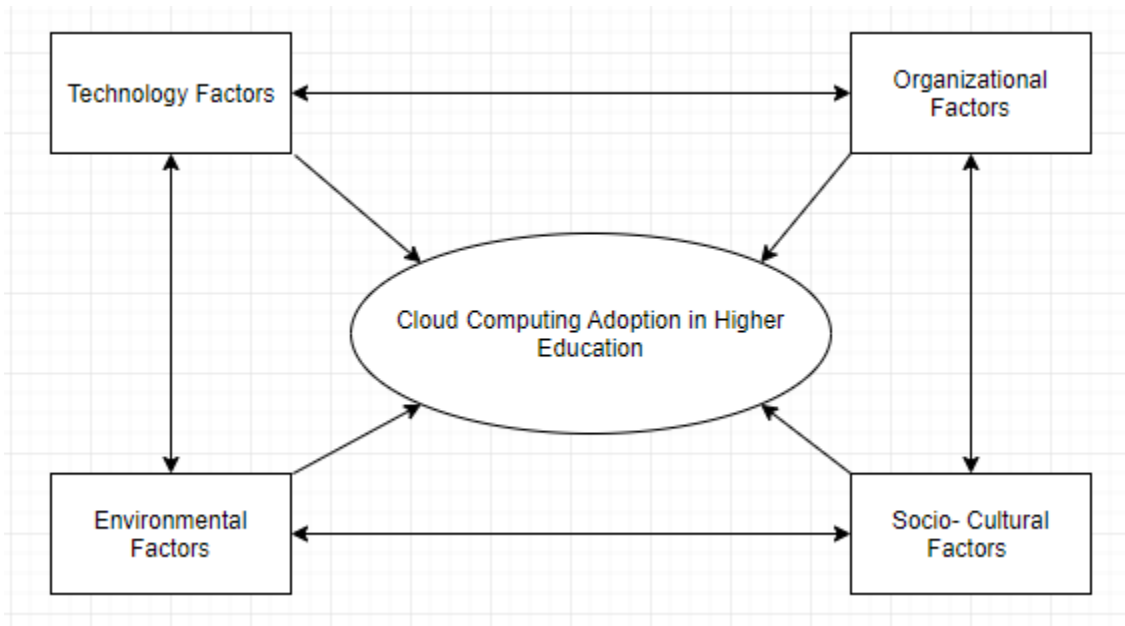 Technology Factors
Organizational
Factors
Cloud Computing Adoption in Higher
Education
Environmental
Factors
Socio- Cultural
Factors